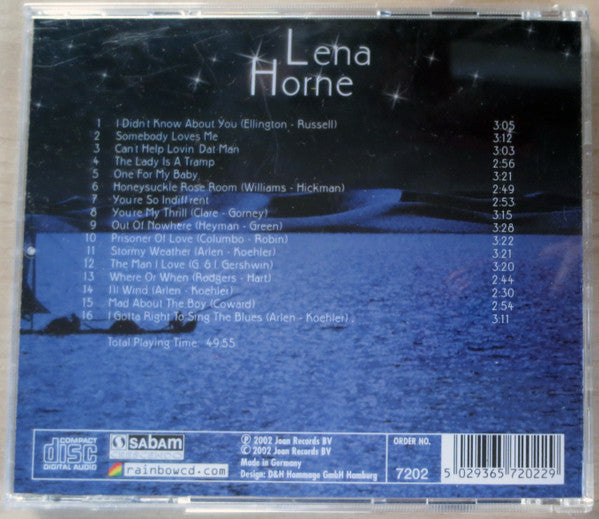 Lena
Horne
1 I Didn't Know About You (Ellington - Russell) 3:05
2 Somebody Loves Me 3:12
3 Can't Help Lovin Dat Man 3:03
4 The Lady Is A Tramp 2:56
5 One For My Baby 3:21
6 Honeysuckle Rose Room (Williams - Hickman) 2:49
7 You're So Indiff'rent 2:53
8 You're My Thrill (Clare - Gorney) 3:15
9 Out Of Nowhere (Heyman - Green) 3:28
10 Prisoner Of Love (Columbo - Robin) 3:22
11 Stormy Weather (Arlen - Koehler) 3:21
12 The Man I Love (G. & I. Gershwin) 3:20
13 Where Or When (Rodgers - Hart) 2:44
14 Ill Wind (Arlen - Koehler) 2:30
15 Mad About The Boy (Coward) 2:54
16 I Gotta Right To Sing The Blues (Arlen - Koehler) 3:11
Total Playing Time: 49:55
COMPACT
disc
DIGITAL AUDIO
sabam
rainbowcd.com
℗ 2002 Joan Records BV
© 2002 Joan Records BV
Made in Germany
Design: D&H Hommage GmbH Hamburg
ORDER NO.
7202
5 029365 720229